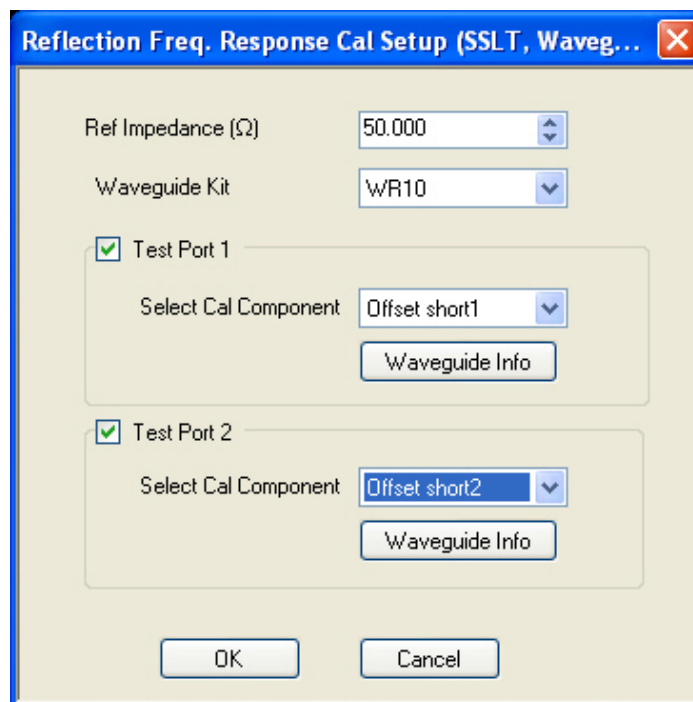 Reflection Freq. Response Cal Setup (SSLT, Waveg...
Ref Impedance (Ω) 50.000
Waveguide Kit WR10
Test Port 1
Select Cal Component Offset short1
Waveguide Info
Test Port 2
Select Cal Component Offset short2
Waveguide Info
OK Cancel